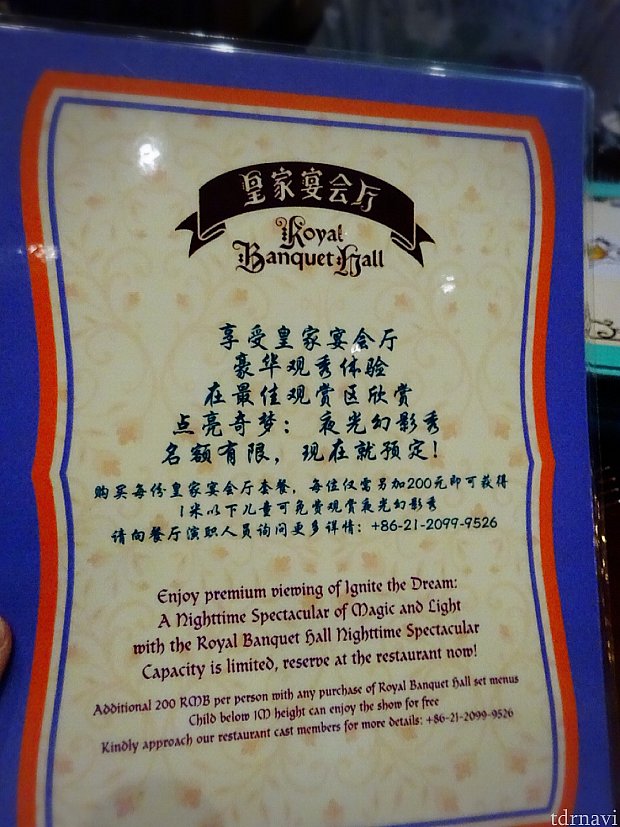 皇家宴会厅
Royal
Banquet Hall
享受皇家宴会厅
豪华观秀体验
在最佳观赏区欣赏
点亮奇梦：夜光幻影秀
名额有限，现在就预定！
购买每份皇家宴会厅套餐，每位仅需另加200元即可获得
1米以下儿童可免费观赏夜光幻影秀
请向餐厅演职人员询问更多详情：+86-21-2099-9526
Enjoy premium viewing of Ignite the Dream:
A Nighttime Spectacular of Magic and Light
with the Royal Banquet Hall Nighttime Spectacular
Capacity is limited, reserve at the restaurant now!
Additional 200 RMB per person with any purchase of Royal Banquet Hall set menus
Child below 1M height can enjoy the show for free
Kindly approach our restaurant cast members for more details: +86-21-2099-9526
tdrnavi